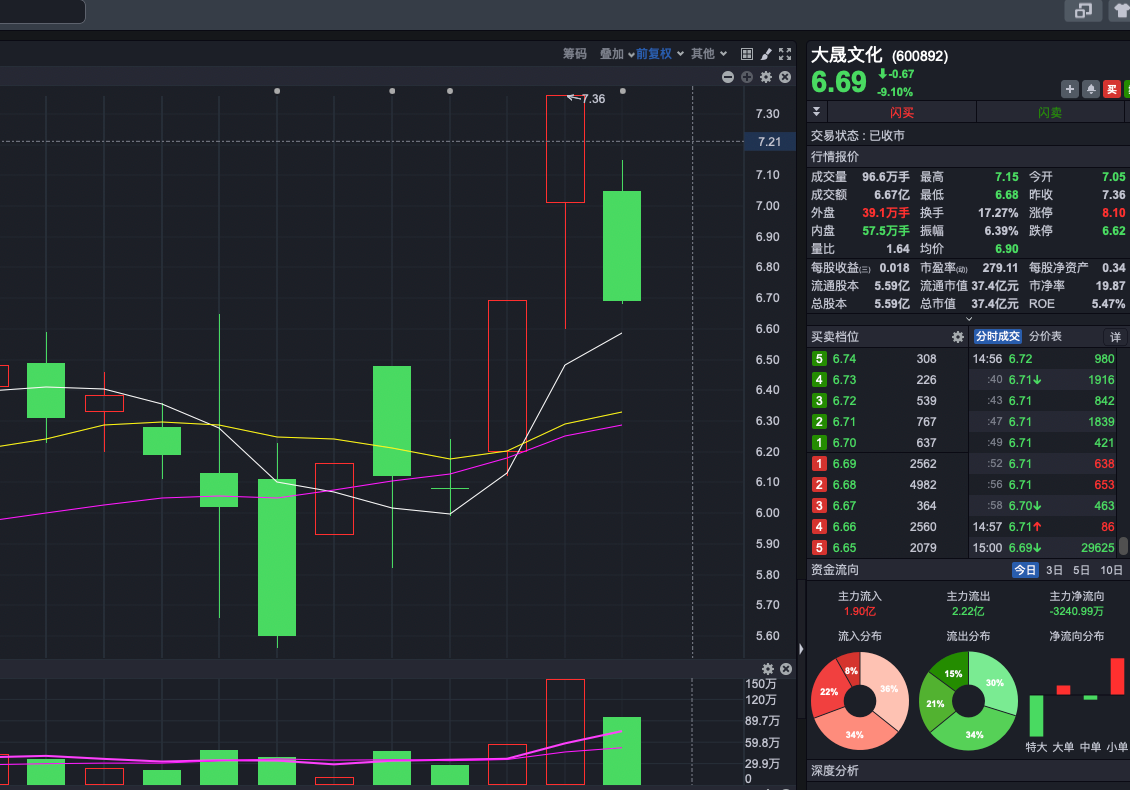 筹码 叠加 前复权 其他
7.36
7.30
7.21
7.10
7.00
6.90
6.80
6.70
6.60
6.50
6.40
6.30
6.20
6.10
6.00
5.90
5.80
5.70
5.60
150万
120万
89.7万
59.8万
29.9万
0
大晟文化 (600892)
6.69 -0.67
-9.10%
买
闪买 闪卖
交易状态 : 已收市
行情报价
成交量 96.6万手 最高 7.15 今开 7.05
成交额 6.67亿 最低 6.68 昨收 7.36
外盘 39.1万手 换手 17.27% 涨停 8.10
内盘 57.5万手 振幅 6.39% 跌停 6.62
量比 1.64 均价 6.90
每股收益(三) 0.018 市盈率(动) 279.11 每股净资产 0.34
流通股本 5.59亿 流通市值 37.4亿元 市净率 19.87
总股本 5.59亿 总市值 37.4亿元 ROE 5.47%
买卖档位 分时成交 分价表 详
5 6.74 308 14:56 6.72 980
4 6.73 226 :40 6.71↓ 1916
3 6.72 539 :43 6.71 842
2 6.71 767 :47 6.71 1839
1 6.70 637 :49 6.71 421
1 6.69 2562 :52 6.71 638
2 6.68 4982 :56 6.71 653
3 6.67 364 :58 6.70↓ 463
4 6.66 2560 14:57 6.71↑ 86
5 6.65 2079 15:00 6.69↓ 29625
资金流向 今日 3日 5日 10日
主力流入 主力流出 主力净流向
1.90亿 2.22亿 -3240.99万
流入分布 流出分布 净流向分布
8% 36% 22% 34%
15% 30% 21% 34%
特大 大单 中单 小单
深度分析